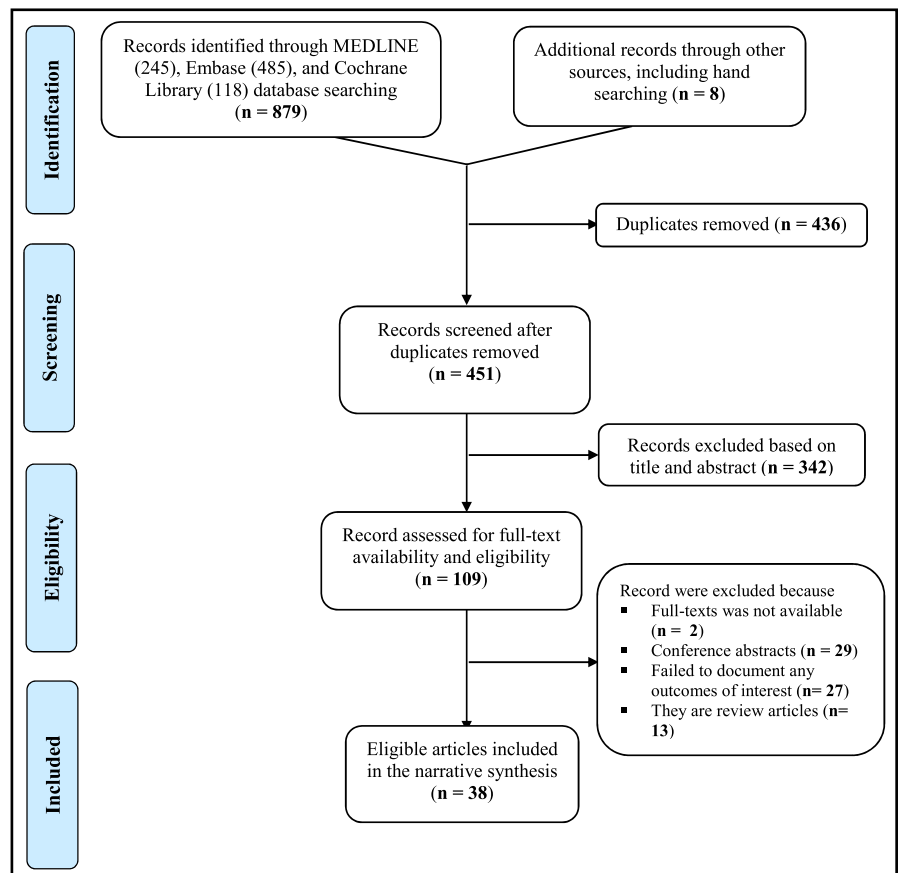 Identification
Records identified through MEDLINE
(245), Embase (485), and Cochrane
Library (118) database searching
(n = 879)
Additional records through other
sources, including hand
searching (n = 8)
Duplicates removed (n = 436)
Screening
Records screened after
duplicates removed
(n = 451)
Records excluded based on
title and abstract (n = 342)
Eligibility
Record assessed for full-text
availability and eligibility
(n = 109)
Record were excluded because
▪ Full-texts was not available
(n = 2)
▪ Conference abstracts (n = 29)
▪ Failed to document any
outcomes of interest (n= 27)
▪ They are review articles (n=
13)
Included
Eligible articles included
in the narrative synthesis
(n = 38)